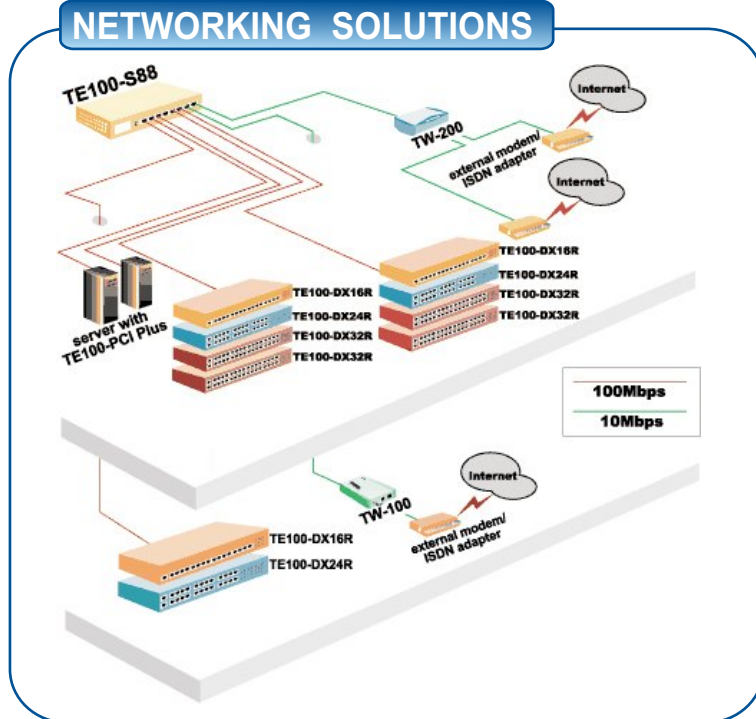 NETWORKING SOLUTIONS
TE100-S88
TW-200
external modem/
ISDN adapter
Internet
Internet
server with
TE100-PCI Plus
TE100-DX16R
TE100-DX24R
TE100-DX32R
TE100-DX32R
TE100-DX16R
TE100-DX24R
TE100-DX32R
TE100-DX32R
100Mbps
10Mbps
TW-100
Internet
external modem/
ISDN adapter
TE100-DX16R
TE100-DX24R